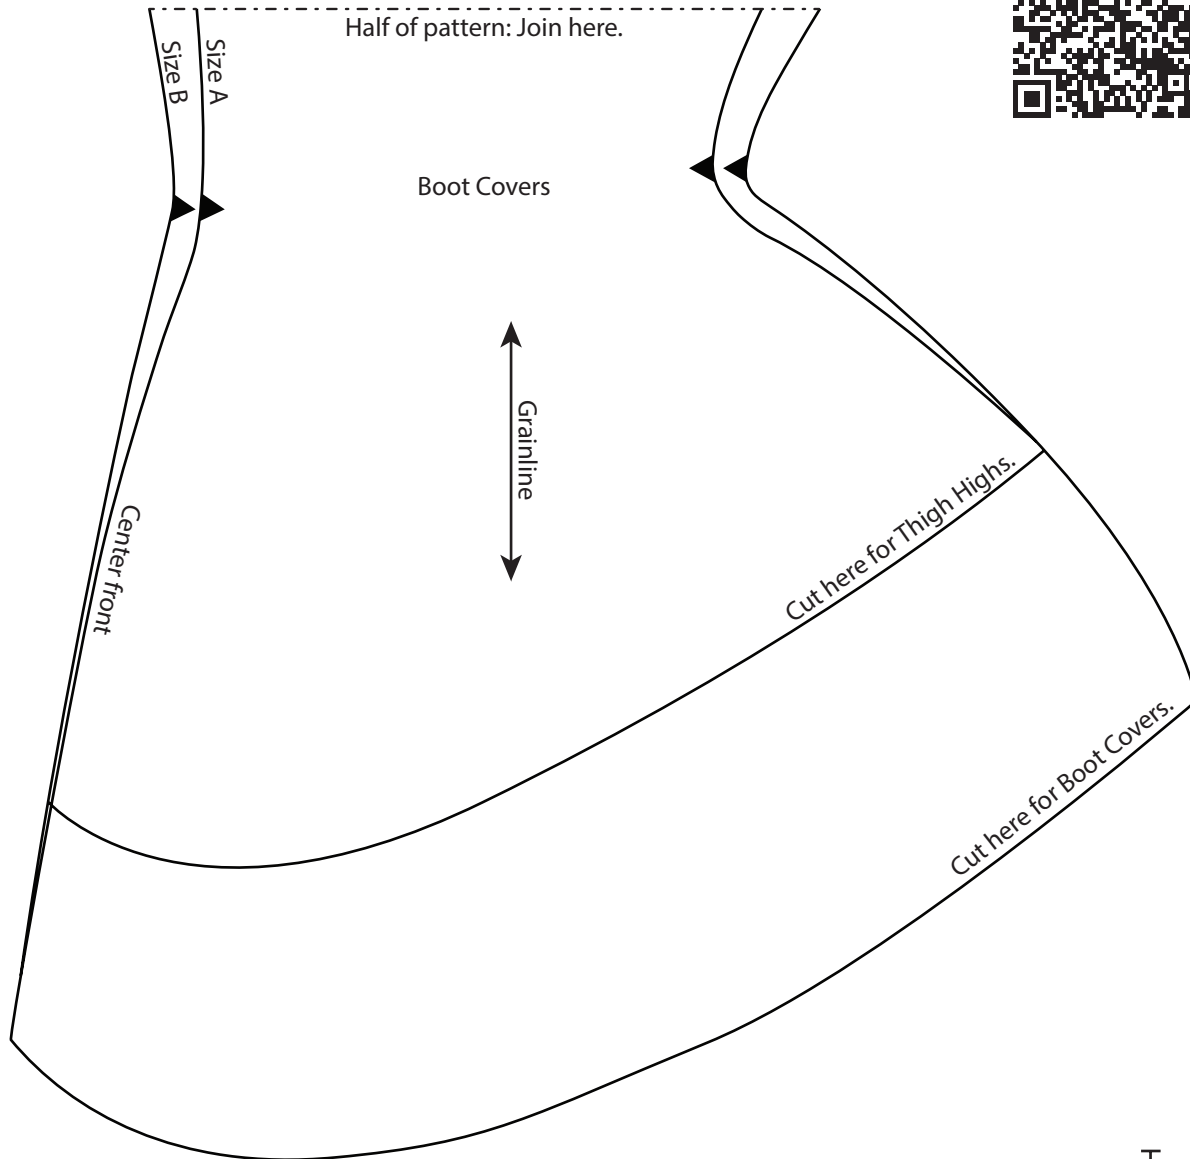 Half of pattern: Join here.
Size B
Size A
Boot Covers
Grainline
Cut here for Thigh Highs.
Center front
Cut here for Boot Covers.